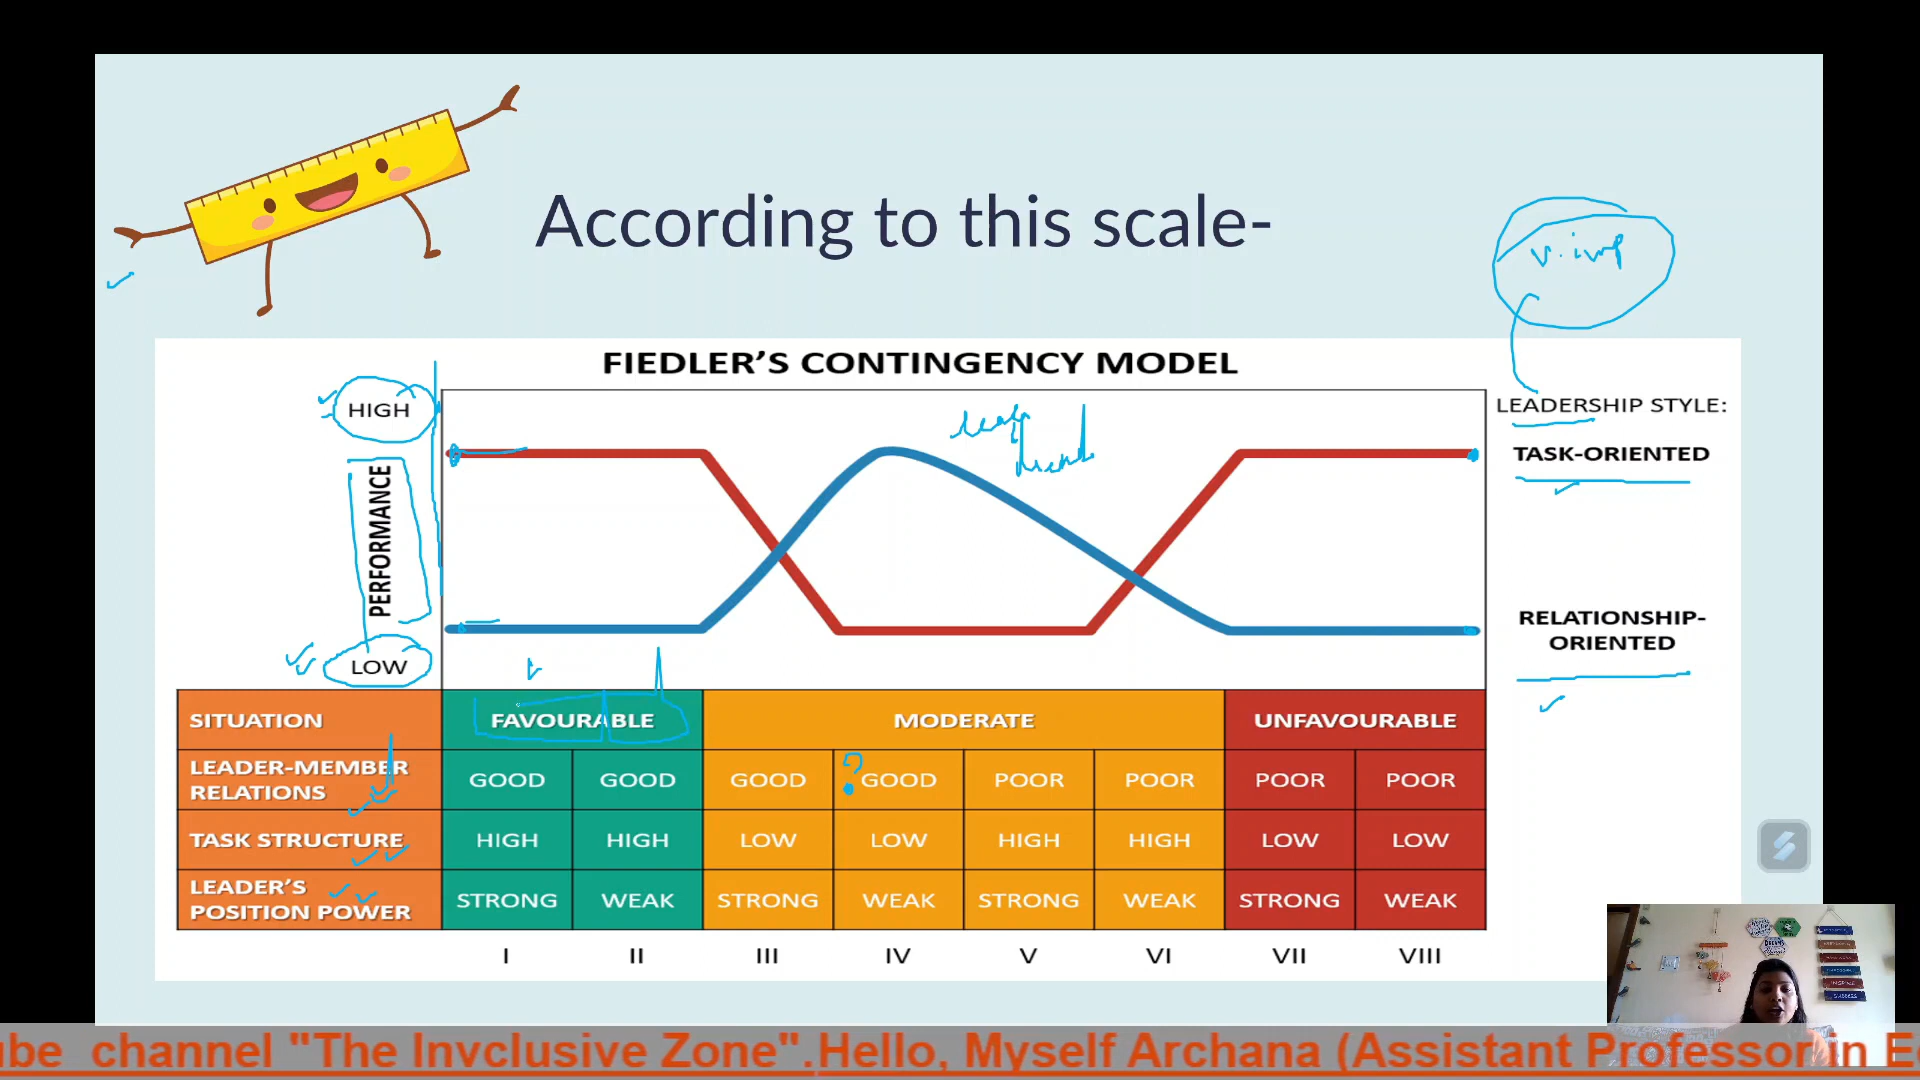 According to this scale-
v. imp
FIEDLER'S CONTINGENCY MODEL
HIGH
PERFORMANCE
LOW
LEADERSHIP STYLE:
TASK-ORIENTED
RELATIONSHIP-
ORIENTED
SITUATION FAVOURABLE MODERATE UNFAVOURABLE
LEADER-MEMBER
RELATIONS GOOD GOOD GOOD ? GOOD POOR POOR POOR POOR
TASK STRUCTURE HIGH HIGH LOW LOW HIGH HIGH LOW LOW
LEADER'S
POSITION POWER STRONG WEAK STRONG WEAK STRONG WEAK STRONG WEAK
I II III IV V VI VII VIII
ube channel "The Invclusive Zone".Hello, Myself Archana (Assistant Professor in E